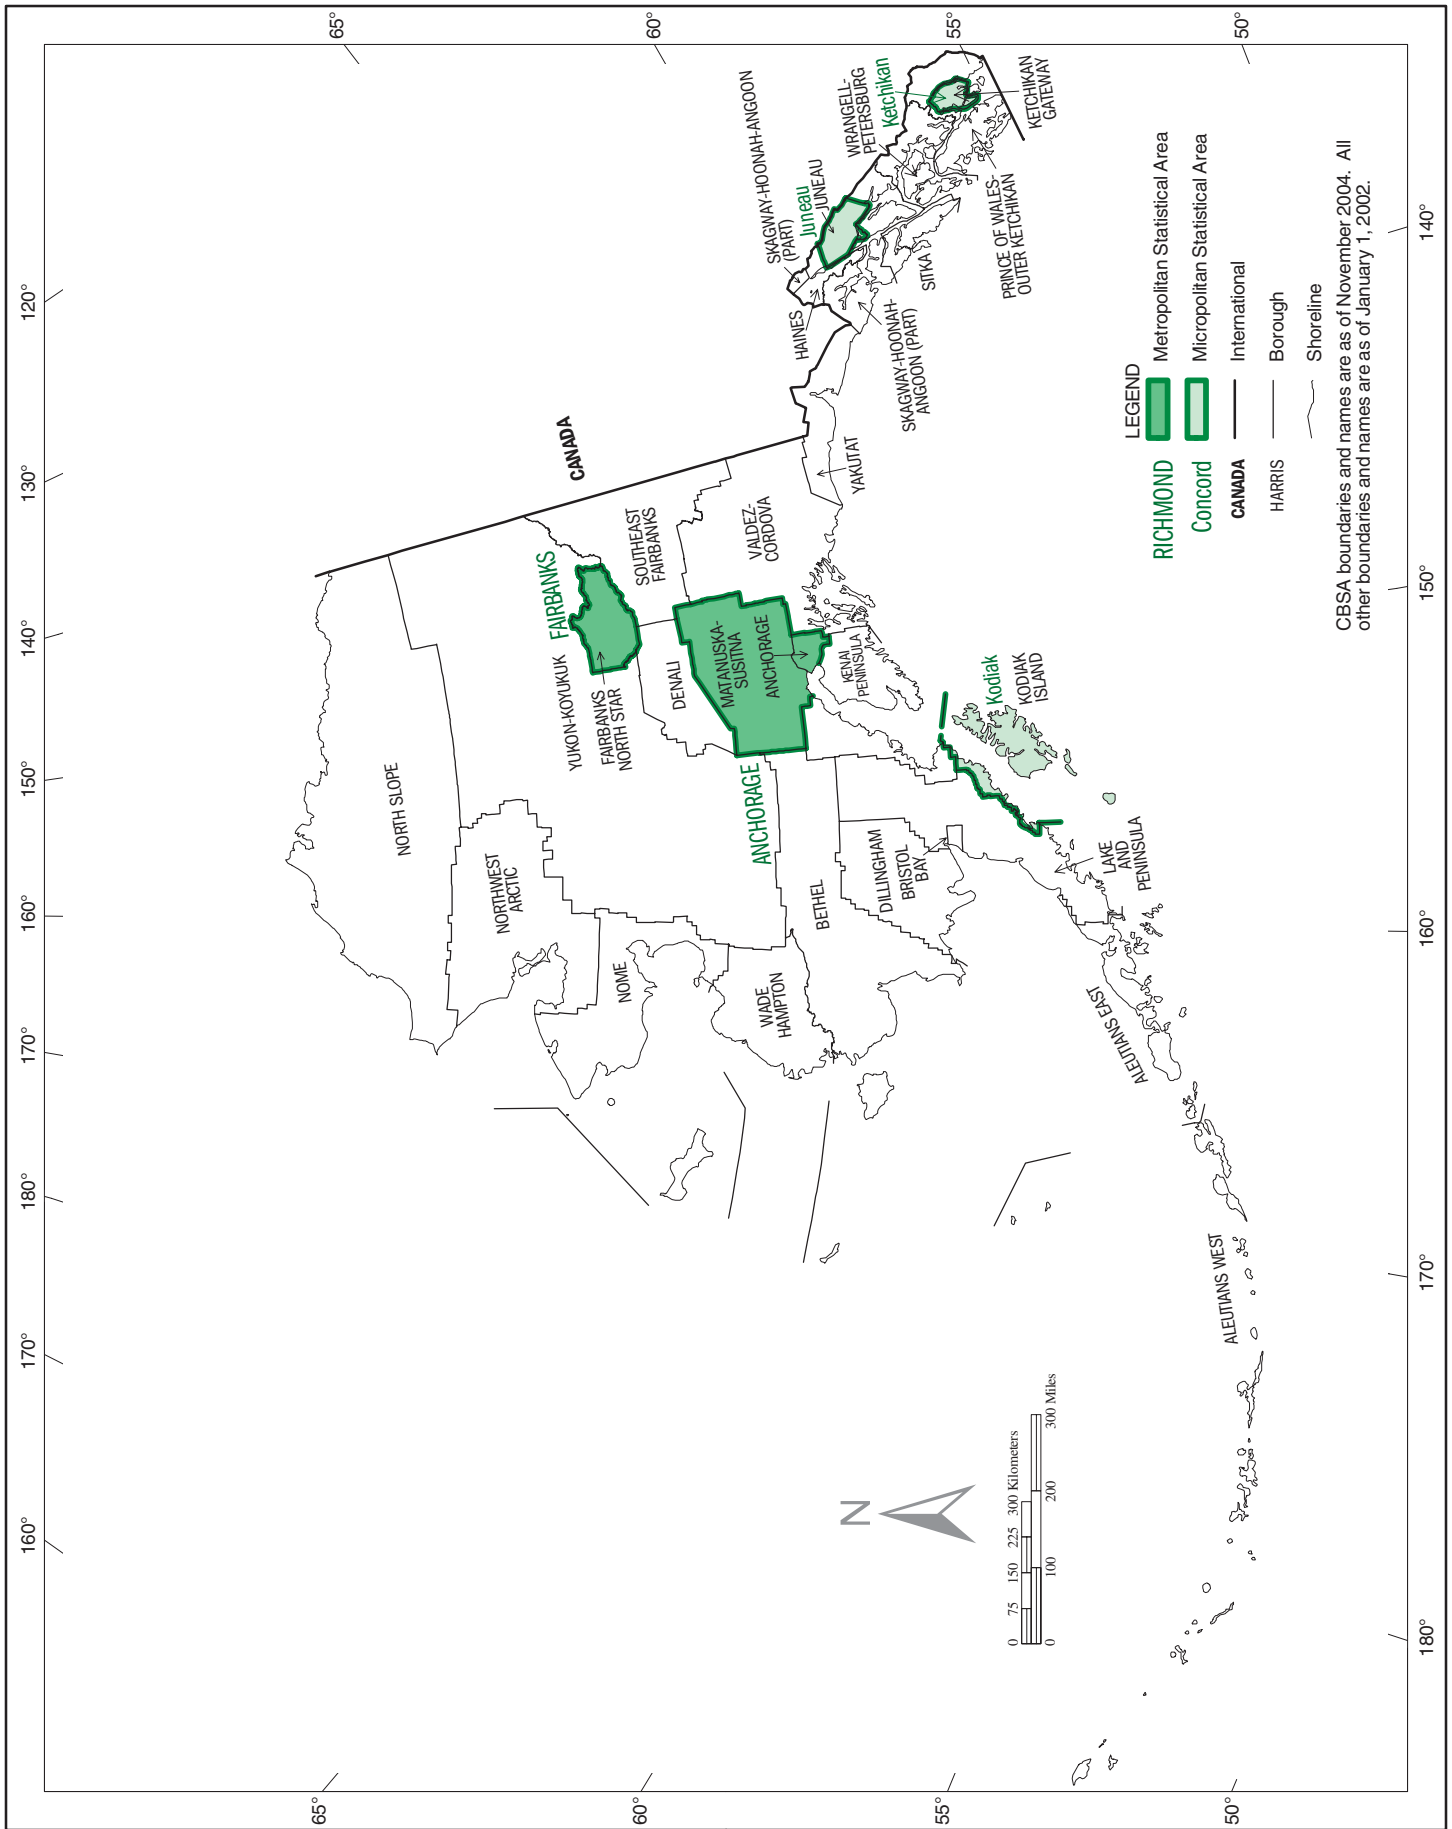 120°
130°
140°
150°
160°
170°
180°
170°
160°
65°
60°
55°
50°
65°
60°
55°
50°
140°
150°
160°
170°
180°
CANADA
NORTH SLOPE
NORTHWEST
ARCTIC
NOME
YUKON-KOYUKUK
FAIRBANKS
FAIRBANKS
NORTH STAR
SOUTHEAST
FAIRBANKS
DENALI
MATANUSKA-
SUSITNA
ANCHORAGE
ANCHORAGE
VALDEZ-
CORDOVA
WADE
HAMPTON
BETHEL
DILLINGHAM
BRISTOL
BAY
KENAI
PENINSULA
Kodiak
KODIAK
ISLAND
LAKE
AND
PENINSULA
ALEUTIANS EAST
ALEUTIANS WEST
YAKUTAT
HAINES
SKAGWAY-HOONAH-ANGOON
(PART)
SKAGWAY-HOONAH-
ANGOON (PART)
Juneau
JUNEAU
SITKA
WRANGELL-
PETERSBURG
Ketchikan
KETCHIKAN
GATEWAY
PRINCE OF WALES-
OUTER KETCHIKAN
N
0 75 150 225 300 Kilometers
0 100 200 300 Miles
LEGEND
RICHMOND Metropolitan Statistical Area
Concord Micropolitan Statistical Area
CANADA International
HARRIS Borough
Shoreline
CBSA boundaries and names are as of November 2004. All
other boundaries and names are as of January 1, 2002.